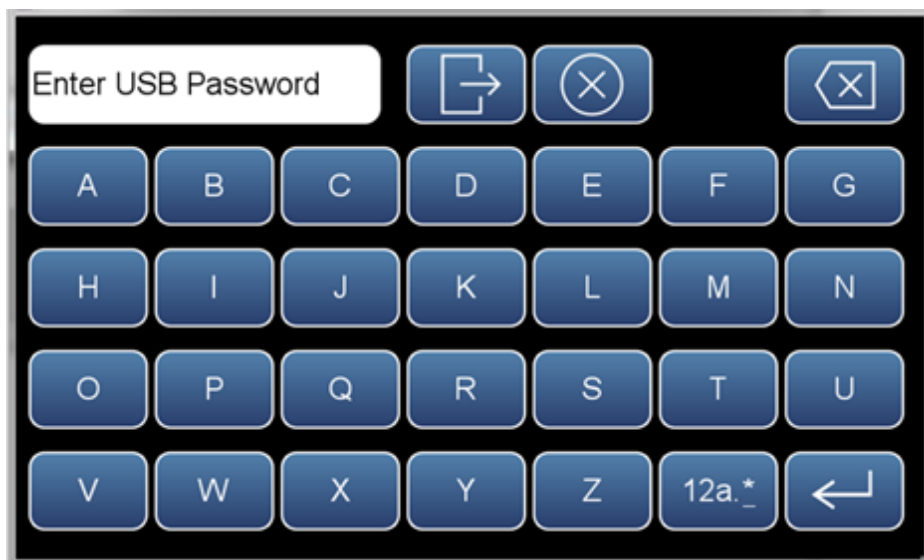 Enter USB Password
A B C D E F G
H I J K L M N
O P Q R S T U
V W X Y Z 12a.*_